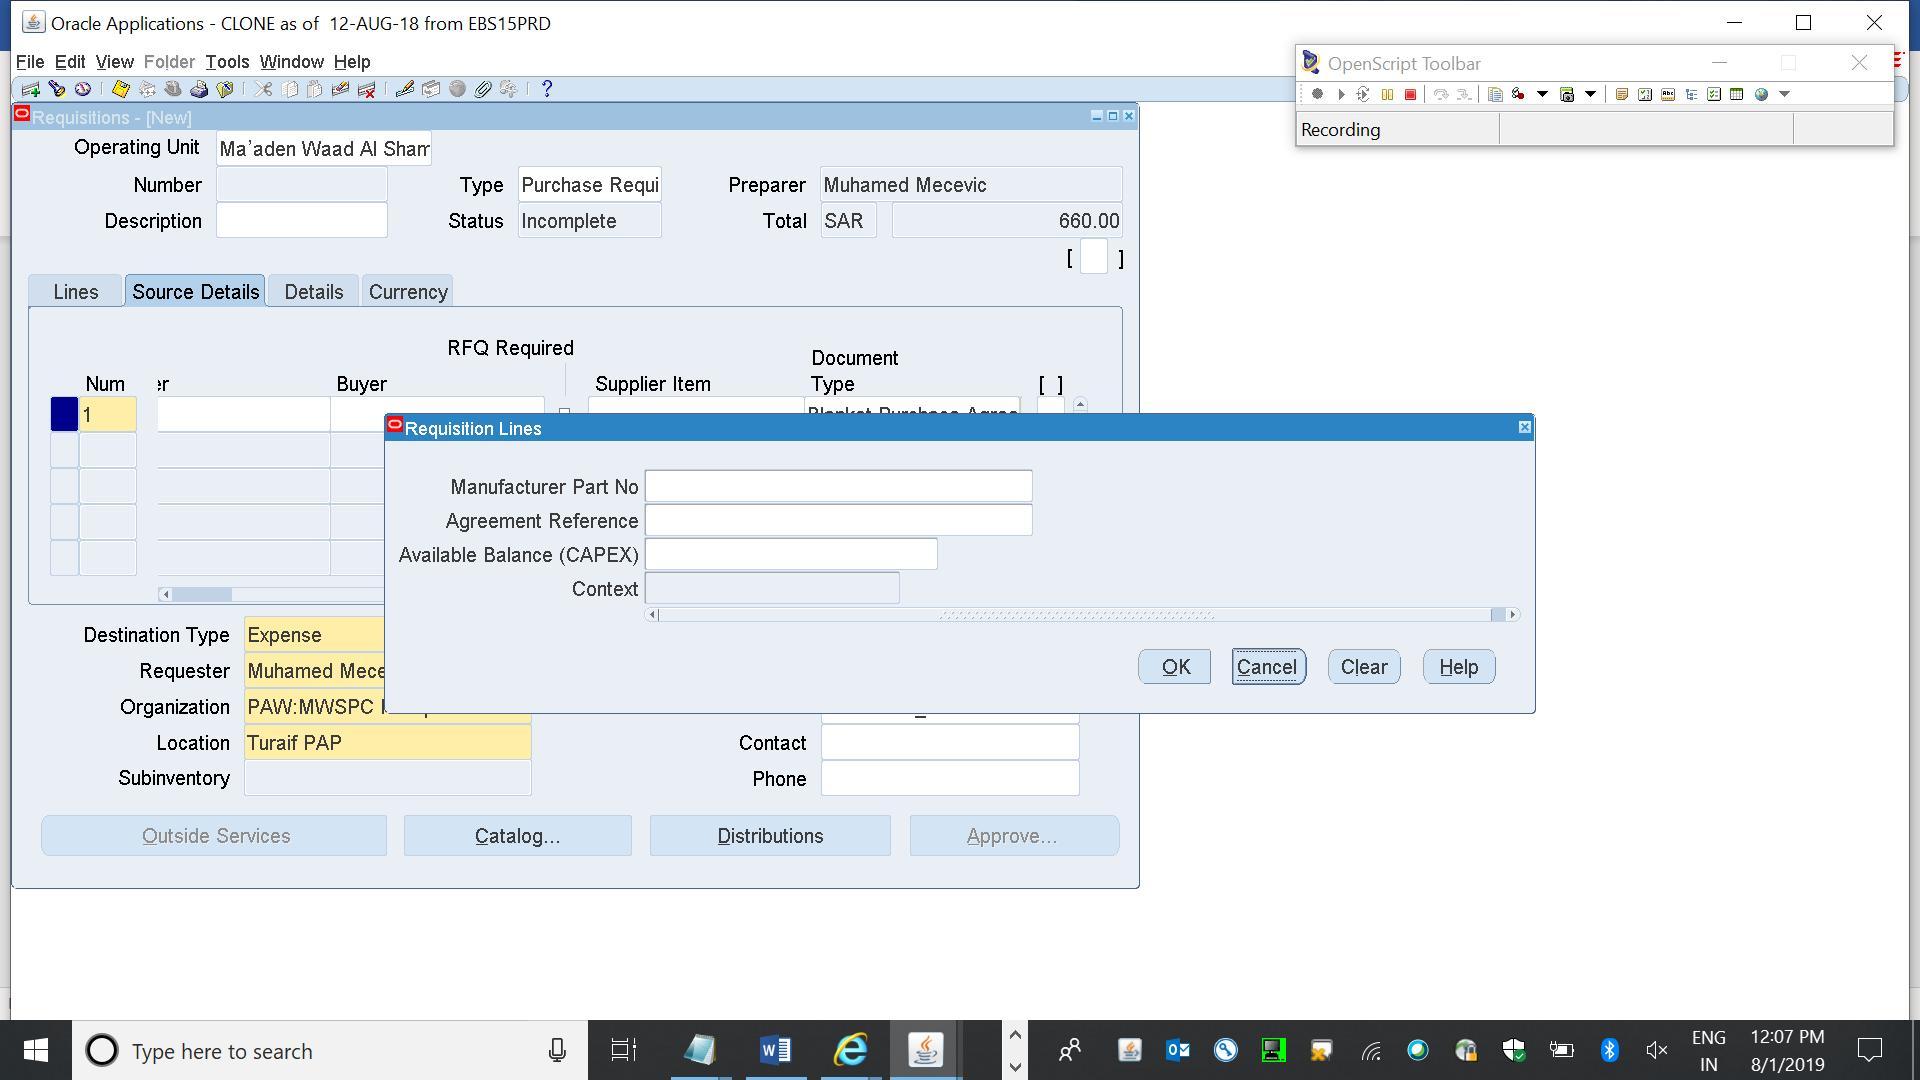 Oracle Applications - CLONE as of  12-AUG-18 from EBS15PRD
File Edit View Folder Tools Window Help
OpenScript Toolbar
Recording
Requisitions - [New]
Operating Unit Ma'aden Waad Al Sham
Number Type Purchase Requi Preparer Muhamed Mecevic
Description Status Incomplete Total SAR 660.00
[ ]
Lines Source Details Details Currency
RFQ Required
Document
Num er Buyer Supplier Item Type [ ]
1 Blanket Purchase Agree
Requisition Lines
Manufacturer Part No
Agreement Reference
Available Balance (CAPEX)
Context
OK Cancel Clear Help
Destination Type Expense
Requester Muhamed Mece
Organization PAW:MWSPC
Location Turaif PAP
Subinventory
Contact
Phone
Outside Services Catalog... Distributions Approve...
Type here to search
ENG
IN
12:07 PM
8/1/2019